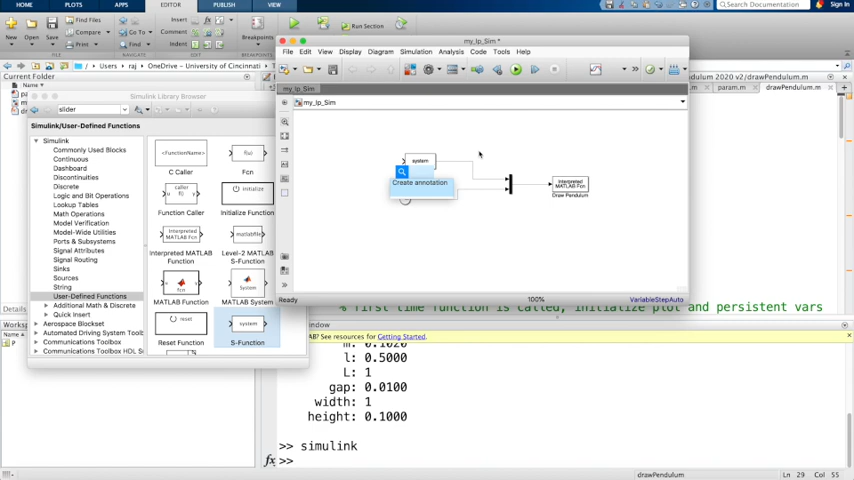 HOME
PLOTS
APPS
EDITOR
PUBLISH
VIEW
Search Documentation
Sign In
New
Open
Save
Find Files
Compare
Print
Go To
Find
Insert
Comment
Indent
Breakpoints
Run Section
/ Users / raj / OneDrive – University of Cincinnati
Current Folder
Name
Simulink Library Browser
slider
Simulink/User-Defined Functions
Simulink
Commonly Used Blocks
Continuous
Dashboard
Discontinuities
Discrete
Logic and Bit Operations
Lookup Tables
Math Operations
Model Verification
Model-Wide Utilities
Ports & Subsystems
Signal Attributes
Signal Routing
Sinks
Sources
String
User-Defined Functions
Additional Math & Discrete
Quick Insert
Aerospace Blockset
Automated Driving System Toolb
Communications Toolbox
Communications Toolbox HDL S
<FunctionName>
C Caller
f(u)
Fcn
caller
f()
Function Caller
initialize
Initialize Function
Interpreted
MATLAB Fcn
Interpreted MATLAB
Function
matlabfile
Level-2 MATLAB
S-Function
Fcn
MATLAB Function
System
MATLAB System
reset
Reset Function
system
S-Function
my_Ip_Sim *
File Edit View Display Diagram Simulation Analysis Code Tools Help
my_Ip_Sim
my_Ip_Sim
system
Create annotation
Interpreted
MATLAB Fcn
Draw Pendulum
Ready
100%
VariableStepAuto
dulum 2020 v2/drawPendulum.m
param.m
drawPendulum.m
% first time function is called, initialize plot and persistent vars
Details
Name
P
AB? See resources for Getting Started.
m: 0.1020
l: 0.5000
L: 1
gap: 0.0100
width: 1
height: 0.1000
>> simulink
fx >>
drawPendulum
Ln 29 Col 55